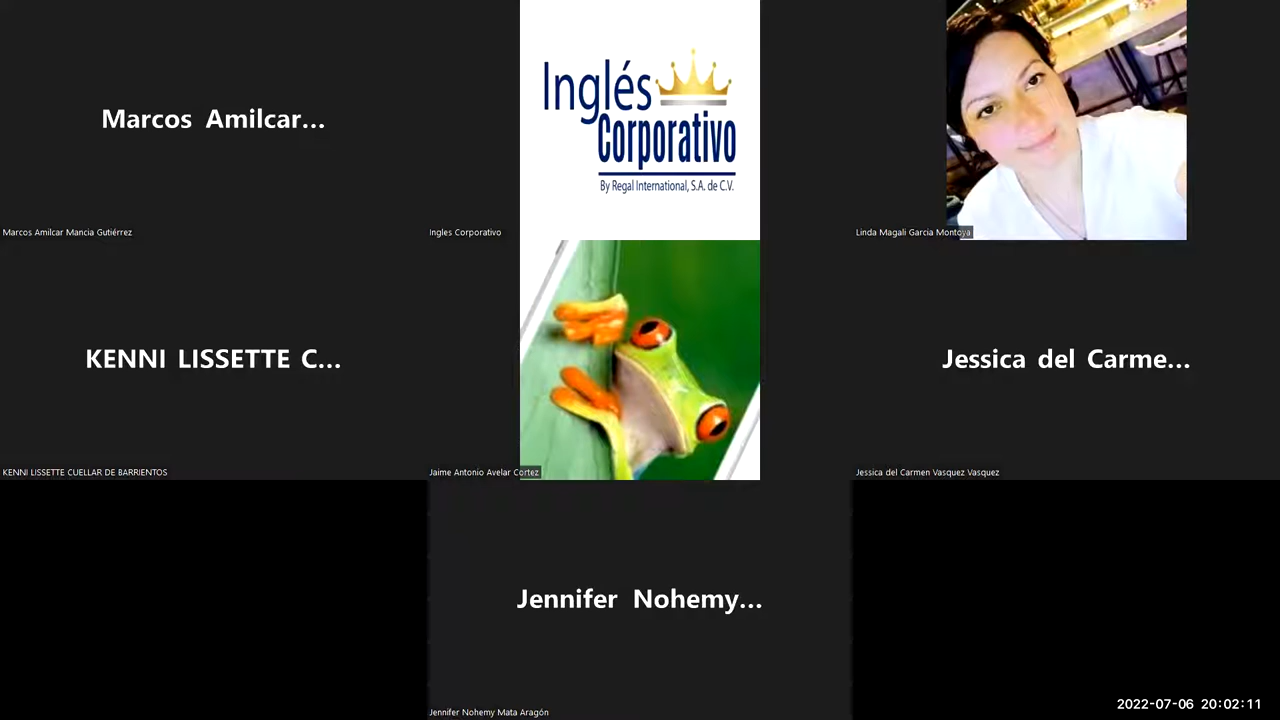 Marcos Amilcar...
Marcos Amilcar Mancia Gutiérrez
Inglés
Corporativo
By Regal International, S.A. de C.V.
Ingles Corporativo
Linda Magali Garcia Montoya
KENNI LISSETTE C...
KENNI LISSETTE CUELLAR DE BARRIENTOS
Jaime Antonio Avelar Cortez
Jessica del Carme...
Jessica del Carmen Vasquez Vasquez
Jennifer Nohemy...
Jennifer Nohemy Mata Aragón
2022-07-06 20:02:11